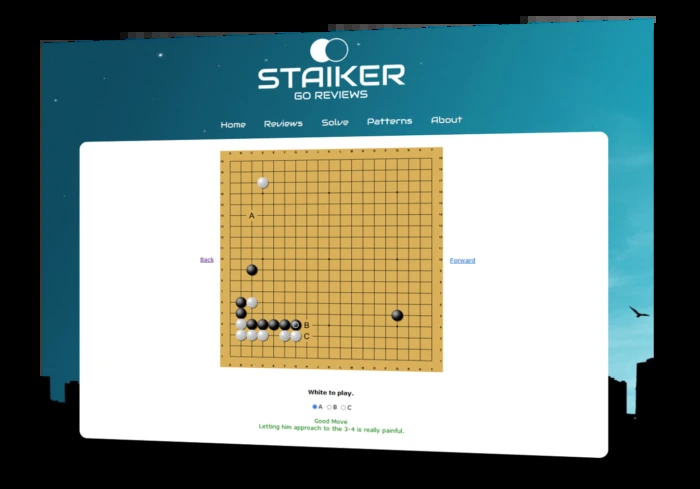 STAIKER
GO REVIEWS
Home Reviews Solve Patterns About
A
Back
Forward
B
C
White to play.
A B C
Good Move
Letting him approach to the 3-4 is really painful.